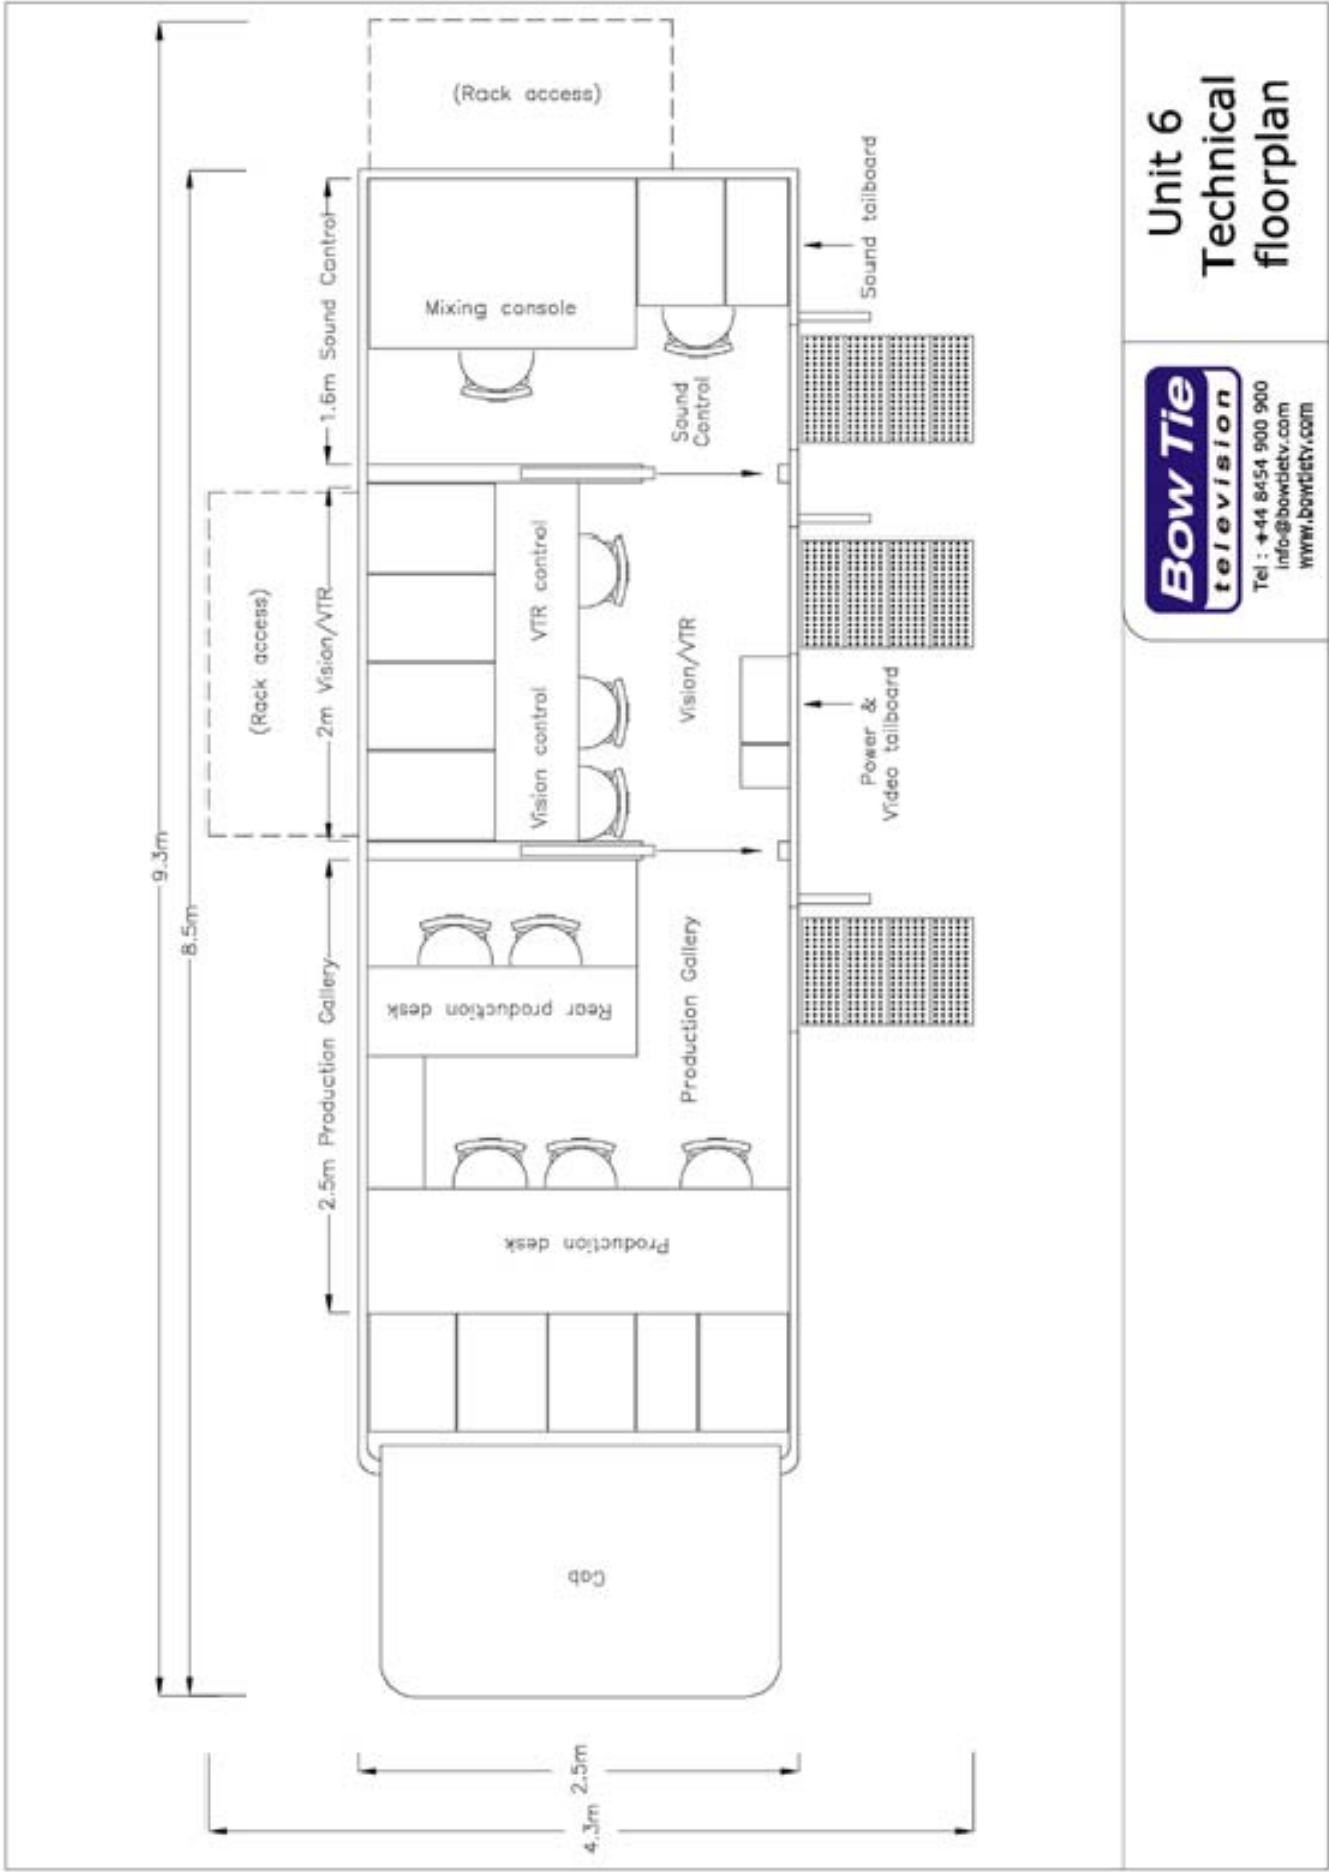 9.3m
8.5m
(Rack access)
1.6m Sound Control
(Rack access)
2m Vision/VTR
2.5m Production Gallery
Mixing console
Sound
Control
Sound tailboard
VTR control
Vision control
Vision/VTR
Power &
Video tailboard
Rear production desk
Production Gallery
Production desk
Cab
2.5m
4.3m
Unit 6
Technical
floorplan
Bow Tie
television
Tel : +44 8454 900 900
info@bowtietv.com
www.bowtietv.com